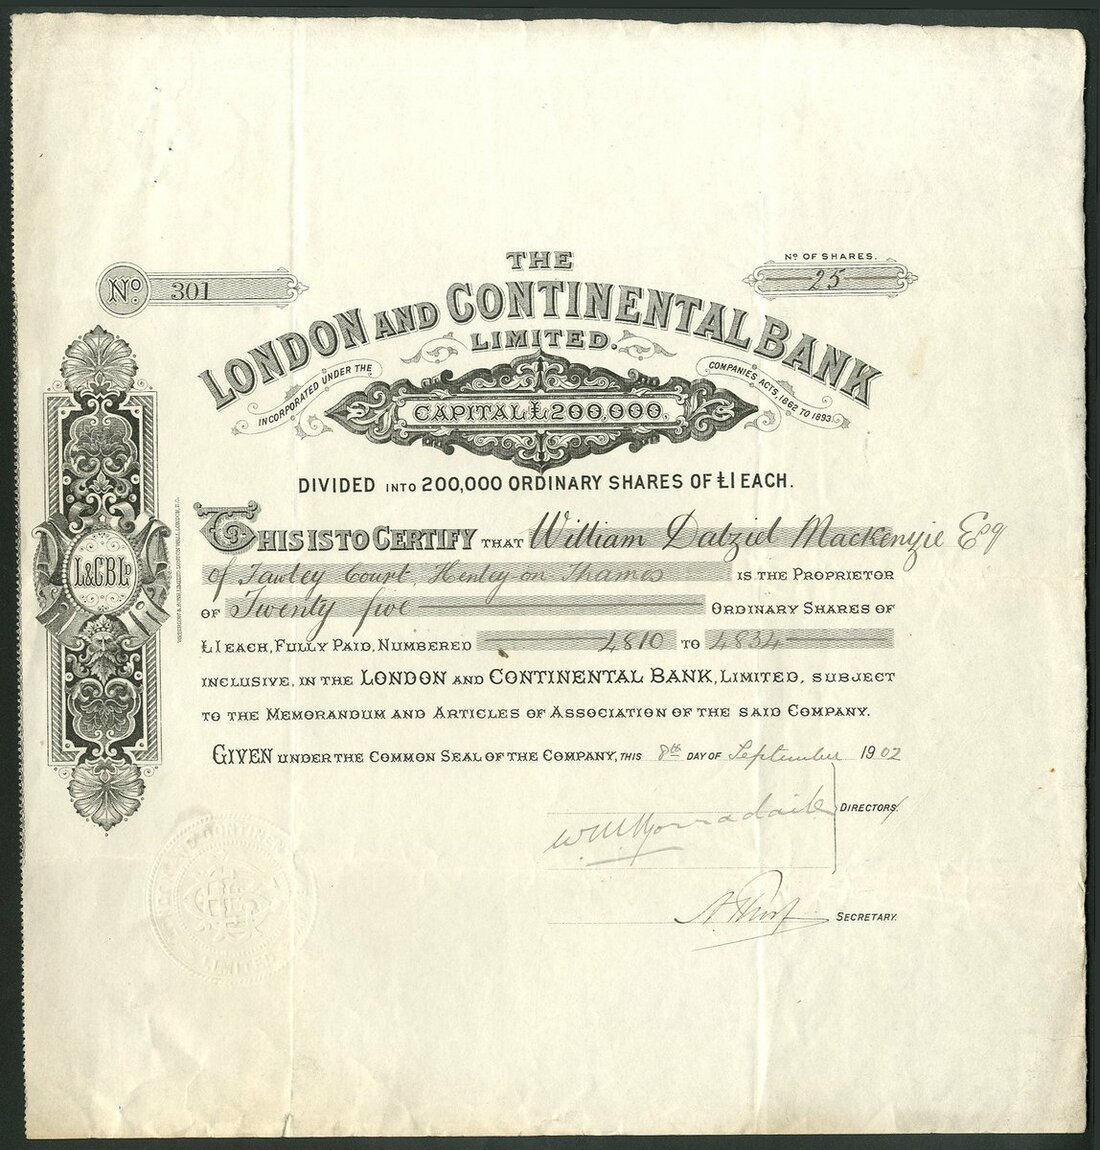 THE
No. 301
No OF SHARES.
25
LONDON AND CONTINENTAL BANK
LIMITED.
INCORPORATED UNDER THE
COMPANIES ACTS, 1862 TO 1893.
CAPITAL £200,000.
DIVIDED INTO 200,000 ORDINARY SHARES OF £1 EACH.
THIS IS TO CERTIFY THAT William Dalziel Mackenzie Esq
of Fawley Court, Henley on Thames IS THE PROPRIETOR
OF Twenty five ORDINARY SHARES OF
£1 EACH, FULLY PAID, NUMBERED 4810 TO 4834
INCLUSIVE, IN THE LONDON AND CONTINENTAL BANK, LIMITED, SUBJECT
TO THE MEMORANDUM AND ARTICLES OF ASSOCIATION OF THE SAID COMPANY.
GIVEN UNDER THE COMMON SEAL OF THE COMPANY, THIS 8th DAY OF September 1902
DIRECTORS.
SECRETARY.
L&CBLD
LIMITED